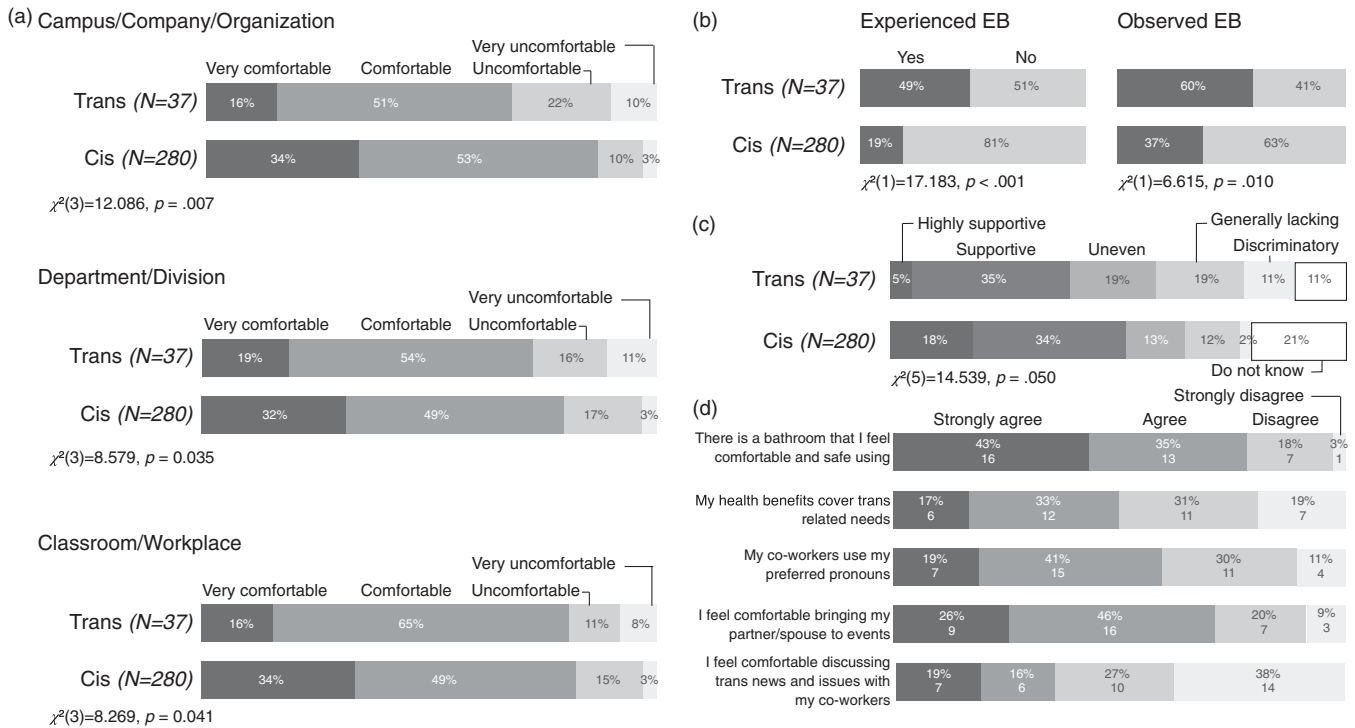 (a) Campus/Company/Organization
Very uncomfortable
Very comfortable Comfortable Uncomfortable
Trans (N=37) 16% 51% 22% 10%
Cis (N=280) 34% 53% 10% 3%
χ²(3)=12.086, p = .007
Department/Division
Very uncomfortable
Very comfortable Comfortable Uncomfortable
Trans (N=37) 19% 54% 16% 11%
Cis (N=280) 32% 49% 17% 3%
χ²(3)=8.579, p = 0.035
Classroom/Workplace
Very uncomfortable
Very comfortable Comfortable Uncomfortable
Trans (N=37) 16% 65% 11% 8%
Cis (N=280) 34% 49% 15% 3%
χ²(3)=8.269, p = 0.041
(b) Experienced EB Observed EB
Yes No
Trans (N=37) 49% 51% 60% 41%
Cis (N=280) 19% 81% 37% 63%
χ²(1)=17.183, p < .001 χ²(1)=6.615, p = .010
(c) Highly supportive Generally lacking
Supportive Uneven Discriminatory
Trans (N=37) 5% 35% 19% 19% 11% 11%
Cis (N=280) 18% 34% 13% 12% 2% 21%
Do not know
χ²(5)=14.539, p = .050
(d) Strongly disagree
Strongly agree Agree Disagree
There is a bathroom that I feel 43% 35% 18% 3%
comfortable and safe using 16 13 7 1
My health benefits cover trans 17% 33% 31% 19%
related needs 6 12 11 7
My co-workers use my 19% 41% 30% 11%
preferred pronouns 7 15 11 4
I feel comfortable bringing my 26% 46% 20% 9%
partner/spouse to events 9 16 7 3
I feel comfortable discussing 19% 16% 27% 38%
trans news and issues with 7 6 10 14
my co-workers